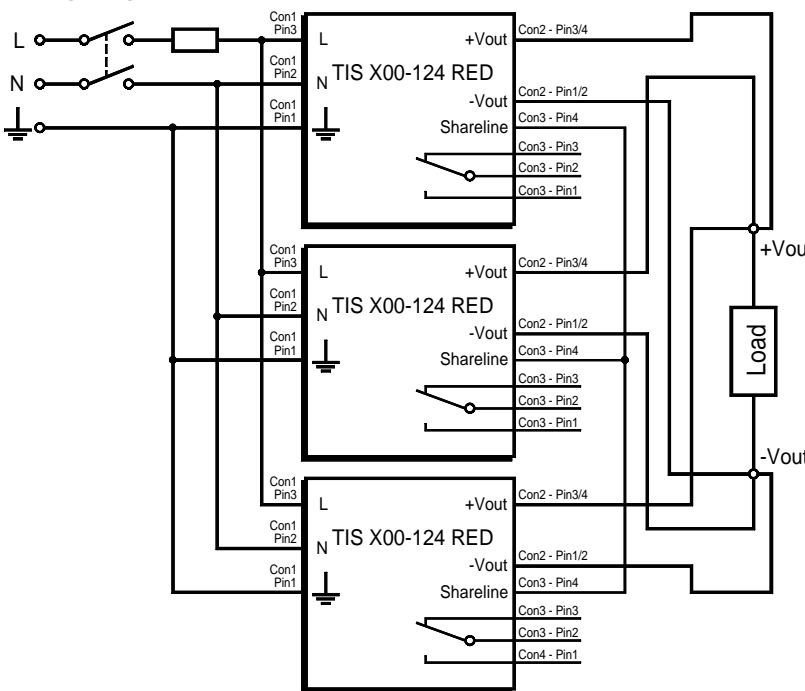 Con1
Pin3
L
L
+Vout
Con2 - Pin3/4
Con1
Pin2
N
N
TIS X00-124 RED
-Vout
Con2 - Pin1/2
Con1
Pin1
Shareline
Con3 - Pin4
Con3 - Pin3
Con3 - Pin2
Con3 - Pin1
+Vou
Con1
Pin3
L
+Vout
Con2 - Pin3/4
Con1
Pin2
N
TIS X00-124 RED
-Vout
Con2 - Pin1/2
Con1
Pin1
Shareline
Con3 - Pin4
Con3 - Pin3
Con3 - Pin2
Con3 - Pin1
Load
-Vout
Con1
Pin3
L
+Vout
Con2 - Pin3/4
Con1
Pin2
N
TIS X00-124 RED
-Vout
Con2 - Pin1/2
Con1
Pin1
Shareline
Con3 - Pin4
Con3 - Pin3
Con3 - Pin2
Con4 - Pin1